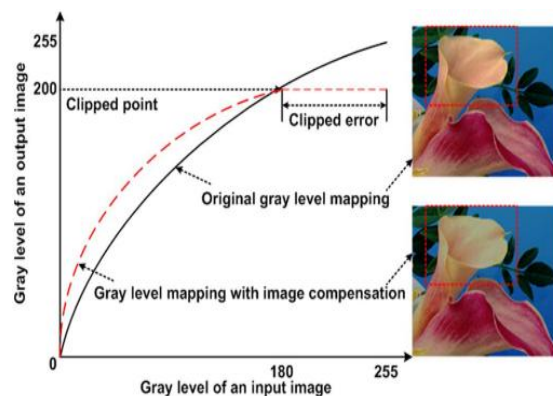 255
200
Clipped point
Clipped error
Original gray level mapping
Gray level mapping with image compensation
0
180
255
Gray level of an input image
Gray level of an output image